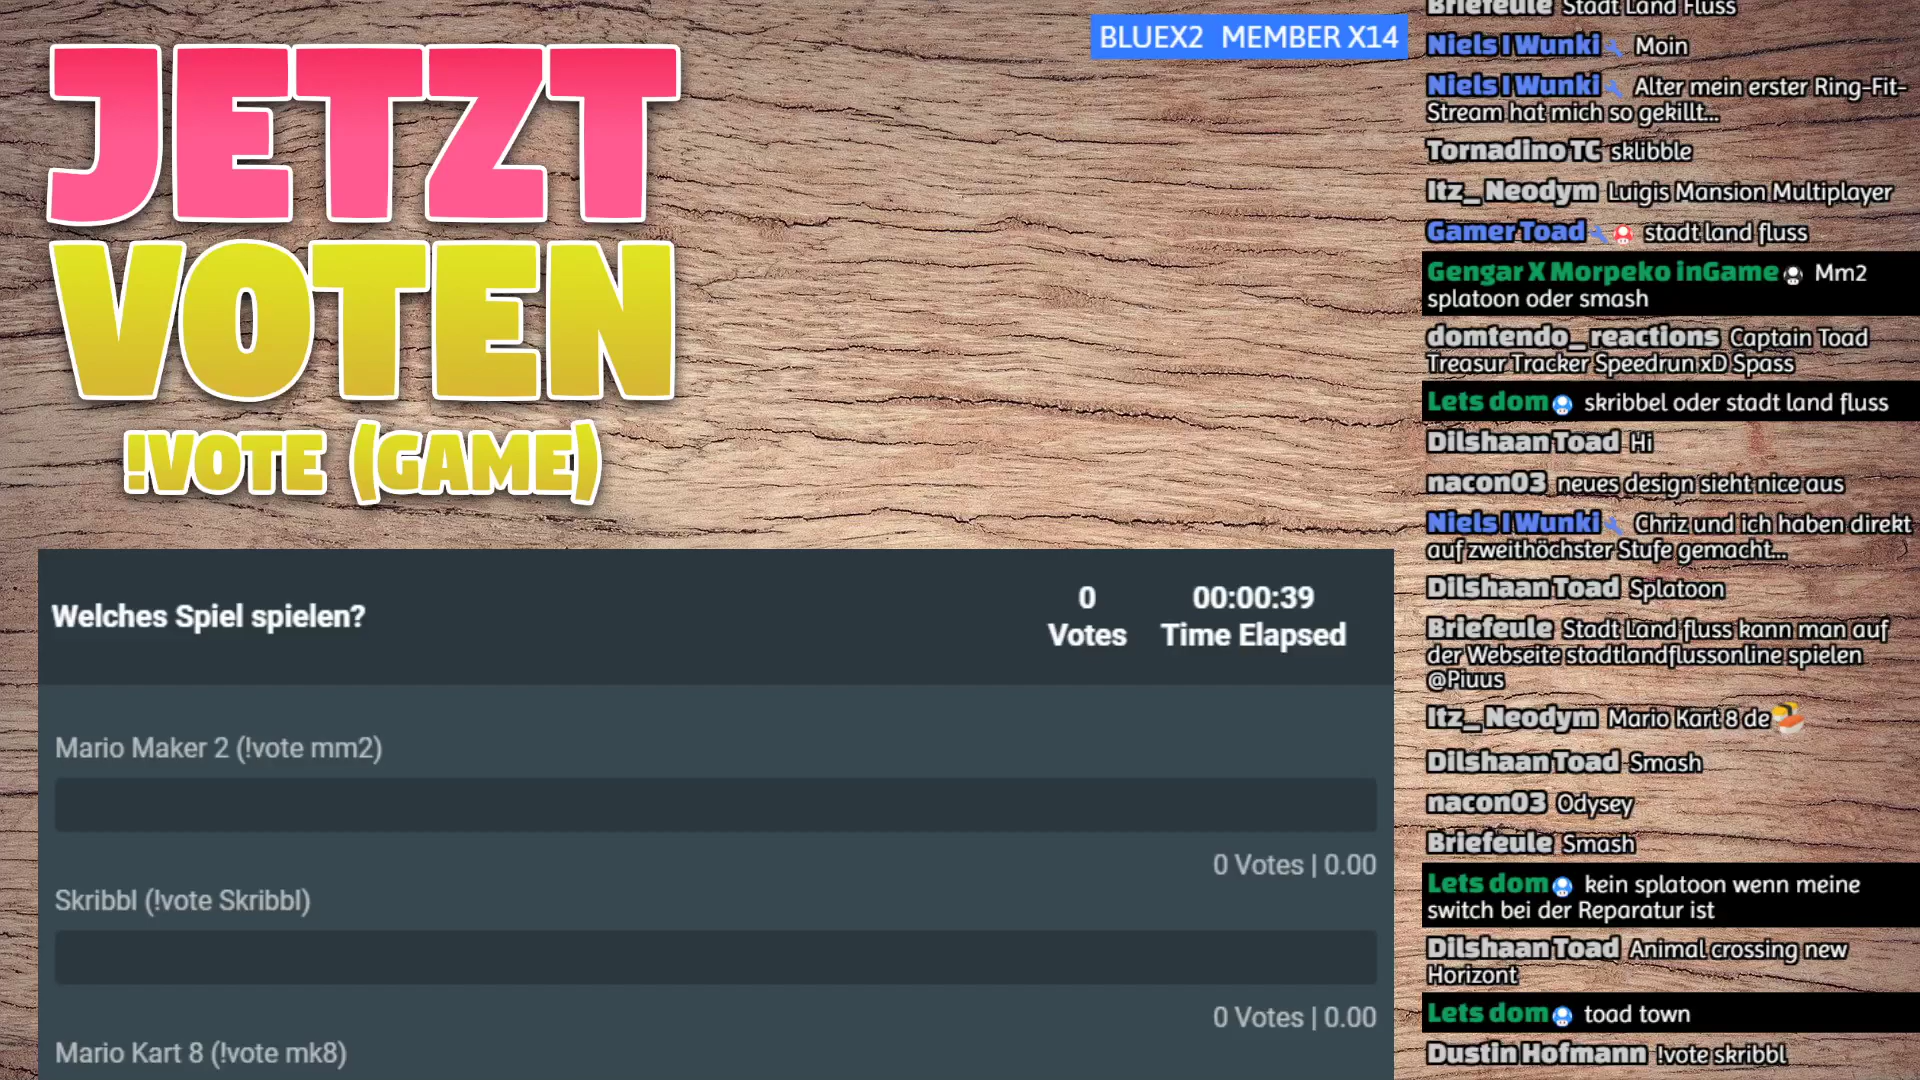 JETZT
VOTEN
!VOTE (GAME)
BLUEX2 MEMBER X14
Welches Spiel spielen?
0
Votes
00:00:39
Time Elapsed
Mario Maker 2 (!vote mm2)
0 Votes | 0.00
Skribbl (!vote Skribbl)
0 Votes | 0.00
Mario Kart 8 (!vote mk8)
Briefeule Stadt Land Fluss
Niels I Wunki Moin
Niels I Wunki Alter mein erster Ring-Fit-
Stream hat mich so gekillt...
Tornadino TC sklibble
Itz_Neodym Luigis Mansion Multiplayer
Gamer Toad stadt land fluss
Gengar X Morpeko inGame Mm2
splatoon oder smash
domtendo_reactions Captain Toad
Treasur Tracker Speedrun xD Spass
Lets dom skribbel oder stadt land fluss
Dilshaan Toad Hi
nacon03 neues design sieht nice aus
Niels I Wunki Chriz und ich haben direkt
auf zweithöchster Stufe gemacht...
Dilshaan Toad Splatoon
Briefeule Stadt Land fluss kann man auf
der Webseite stadtlandflussonline spielen
@Piuus
Itz_Neodym Mario Kart 8 de
Dilshaan Toad Smash
nacon03 Odysey
Briefeule Smash
Lets dom kein splatoon wenn meine
switch bei der Reparatur ist
Dilshaan Toad Animal crossing new
Horizont
Lets dom toad town
Dustin Hofmann !vote skribbl